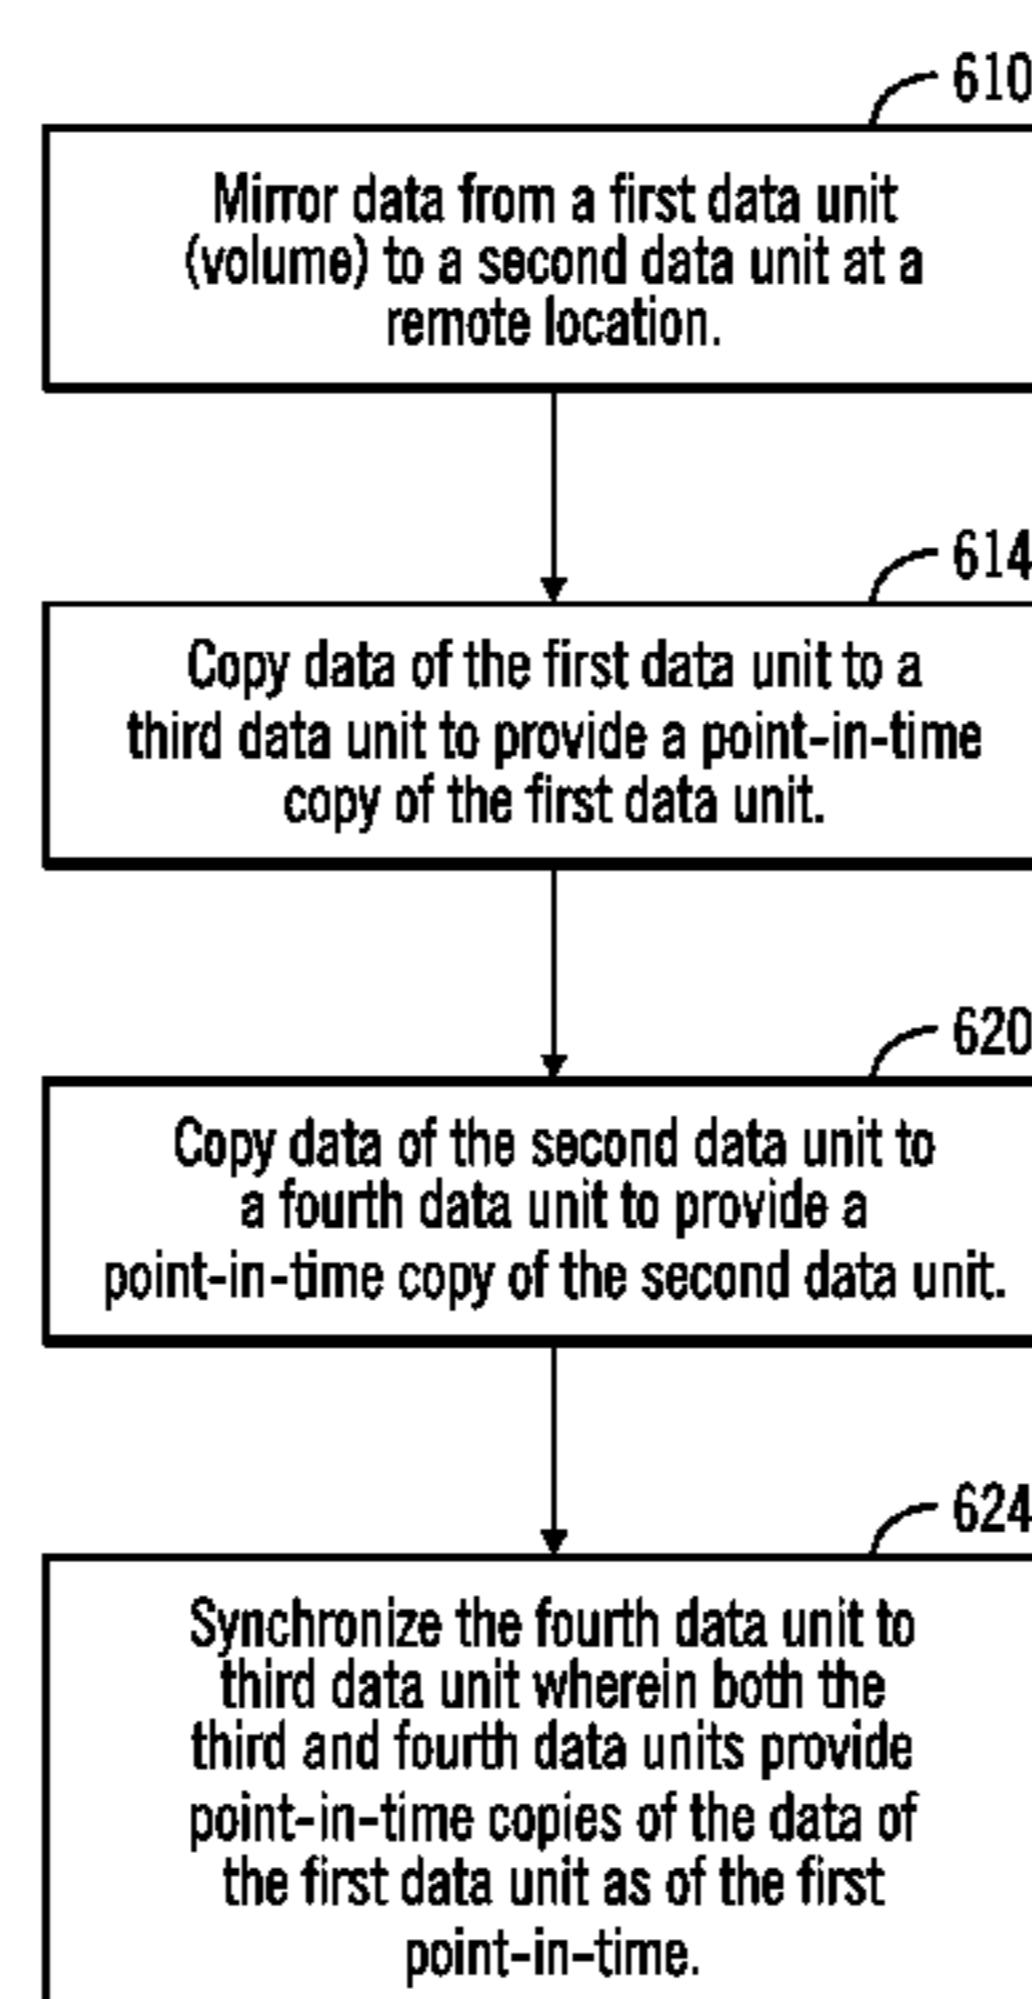 610
Mirror data from a first data unit
(volume) to a second data unit at a
remote location.
614
Copy data of the first data unit to a
third data unit to provide a point-in-time
copy of the first data unit.
620
Copy data of the second data unit to
a fourth data unit to provide a
point-in-time copy of the second data unit.
624
Synchronize the fourth data unit to
third data unit wherein both the
third and fourth data units provide
point-in-time copies of the data of
the first data unit as of the first
point-in-time.